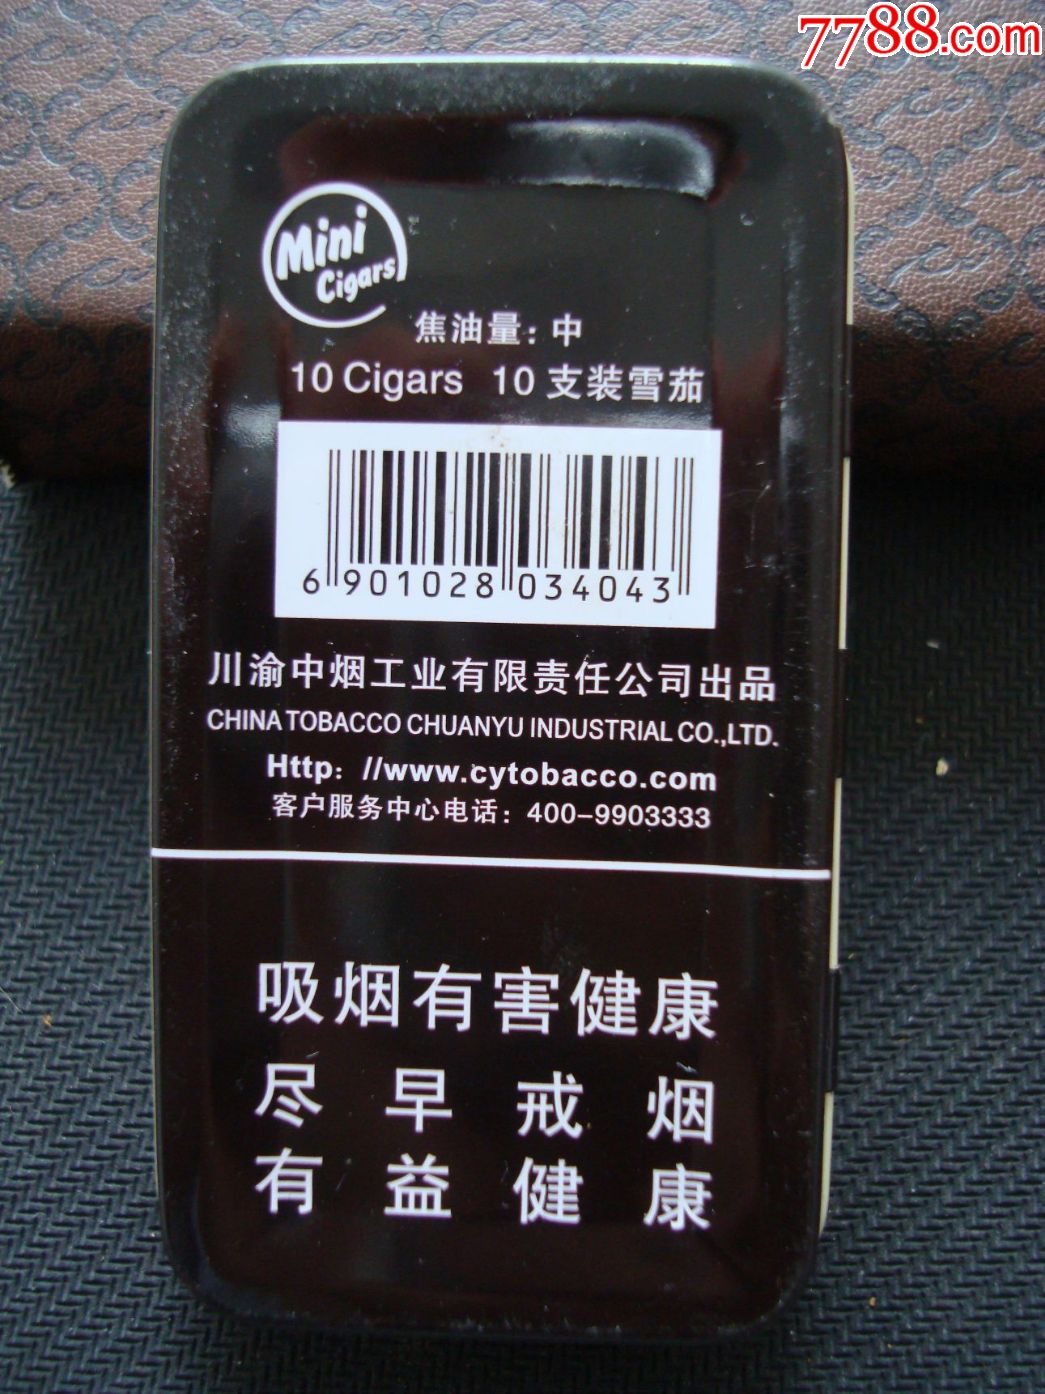 7788.com
Mini
Cigars
焦油量：中
10 Cigars 10 支装雪茄
6 901028 034043
川渝中烟工业有限责任公司出品
CHINA TOBACCO CHUANYU INDUSTRIAL CO.,LTD.
Http: //www.cytobacco.com
客户服务中心电话：400-9903333
吸烟有害健康
尽早戒烟
有益健康